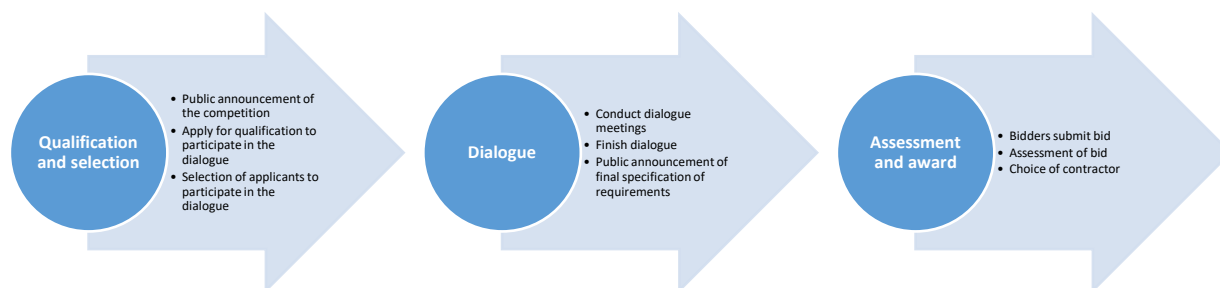 Qualification
and selection
• Public announcement of
the competition
• Apply for qualification to
participate in the
dialogue
• Selection of applicants to
participate in the
dialogue
Dialogue
• Conduct dialogue
meetings
• Finish dialogue
• Public announcement of
final specification of
requirements
Assessment
and award
• Bidders submit bid
• Assessment of bid
• Choice of contractor